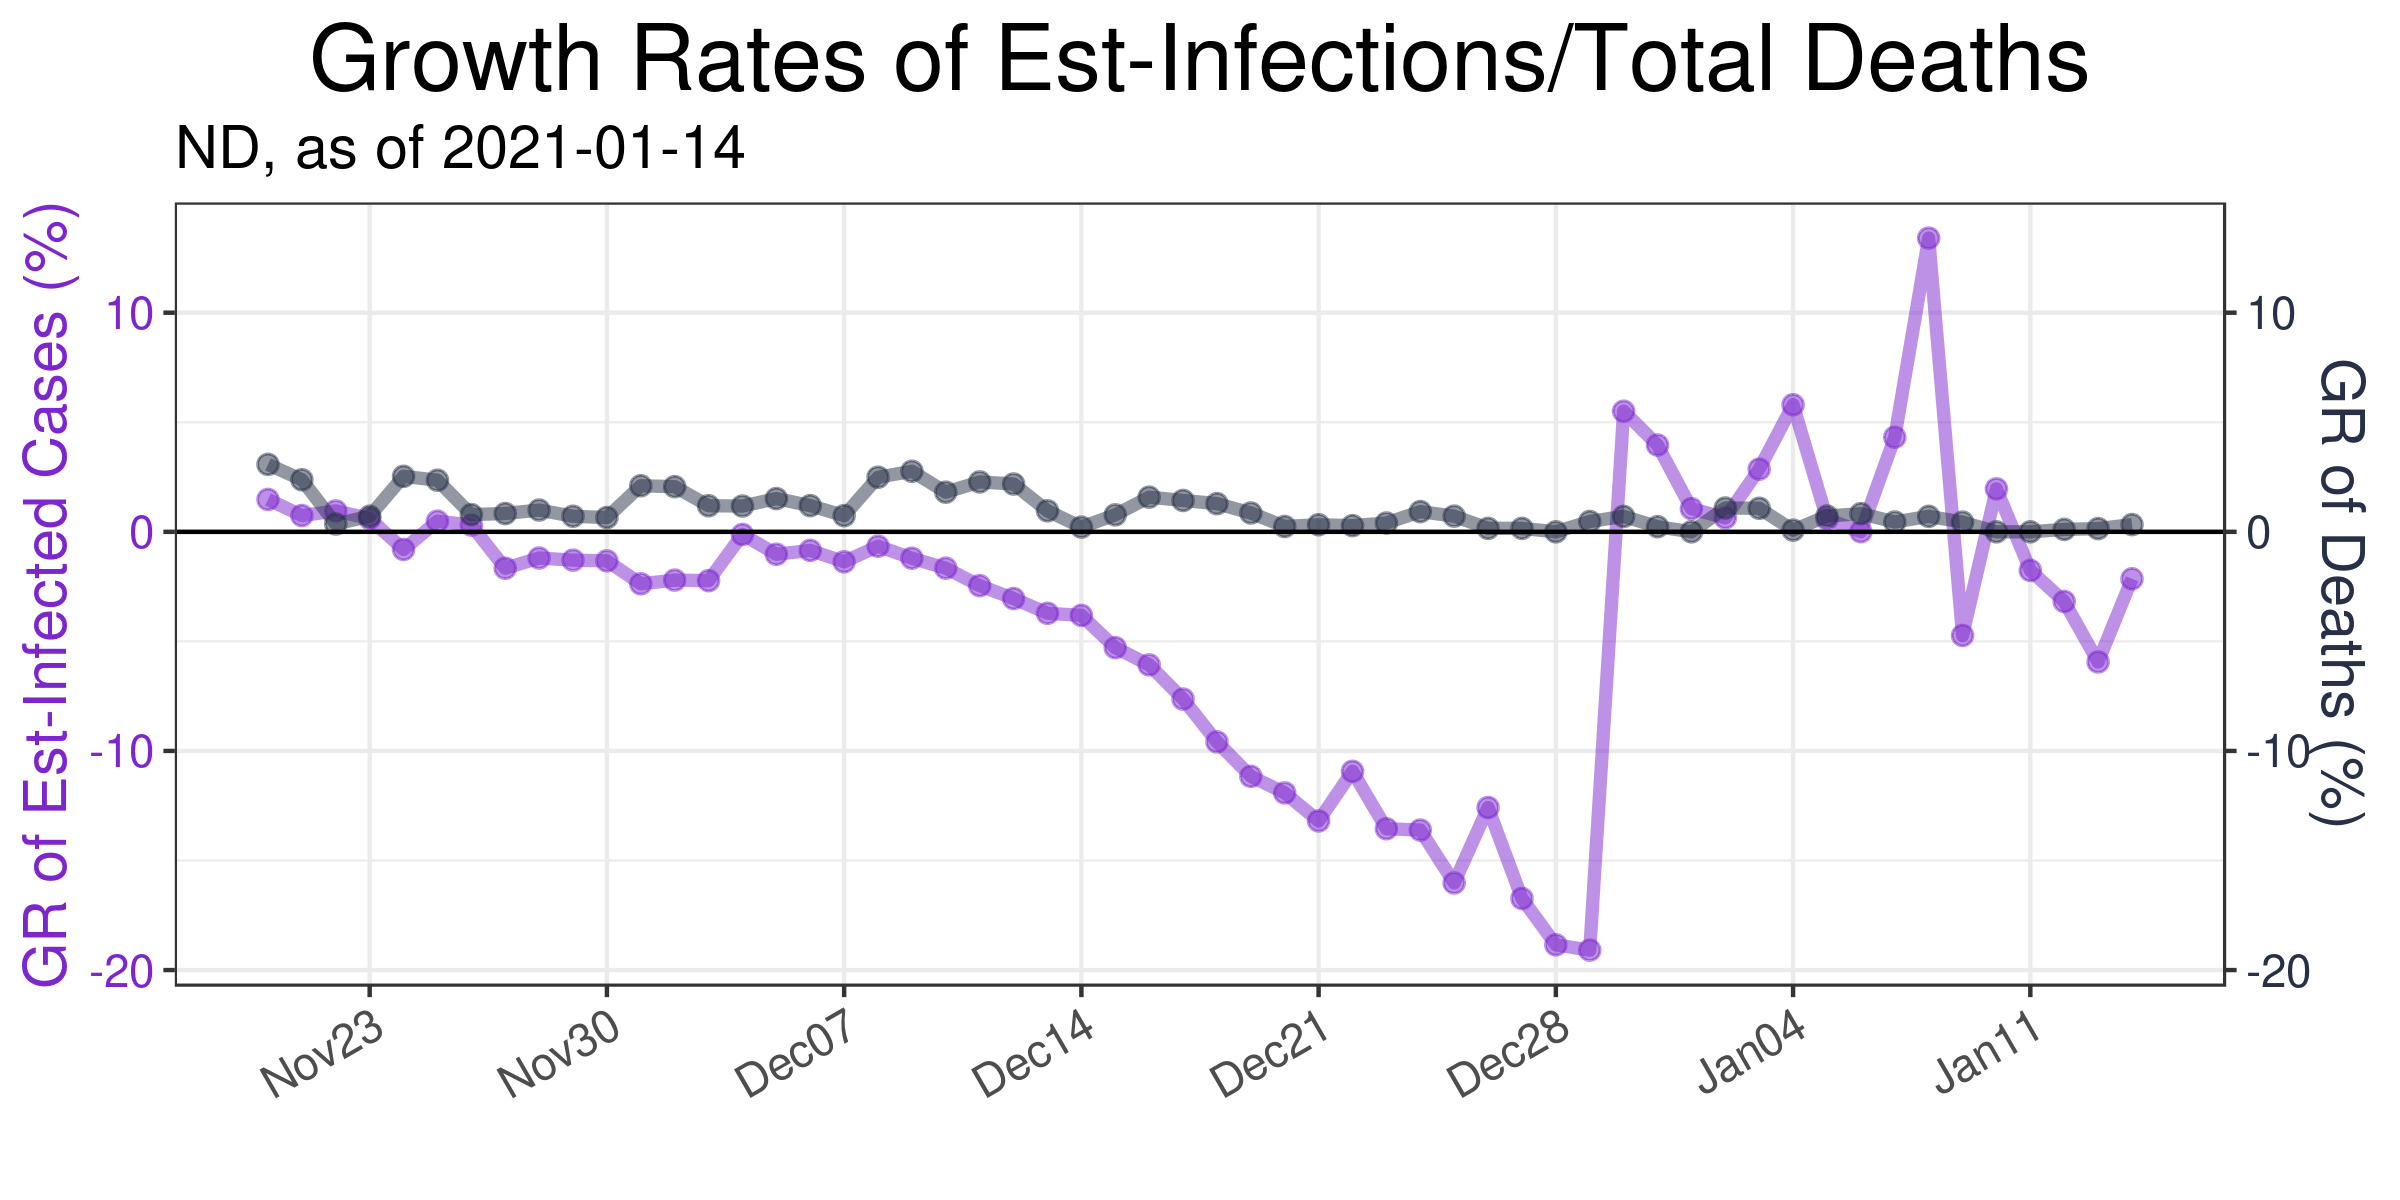 Growth Rates of Est-Infections/Total Deaths
ND, as of 2021-01-14
GR of Est-Infected Cases (%)
10
0
-10
-20
10
0
-10
-20
GR of Deaths (%)
Nov23
Nov30
Dec07
Dec14
Dec21
Dec28
Jan04
Jan11